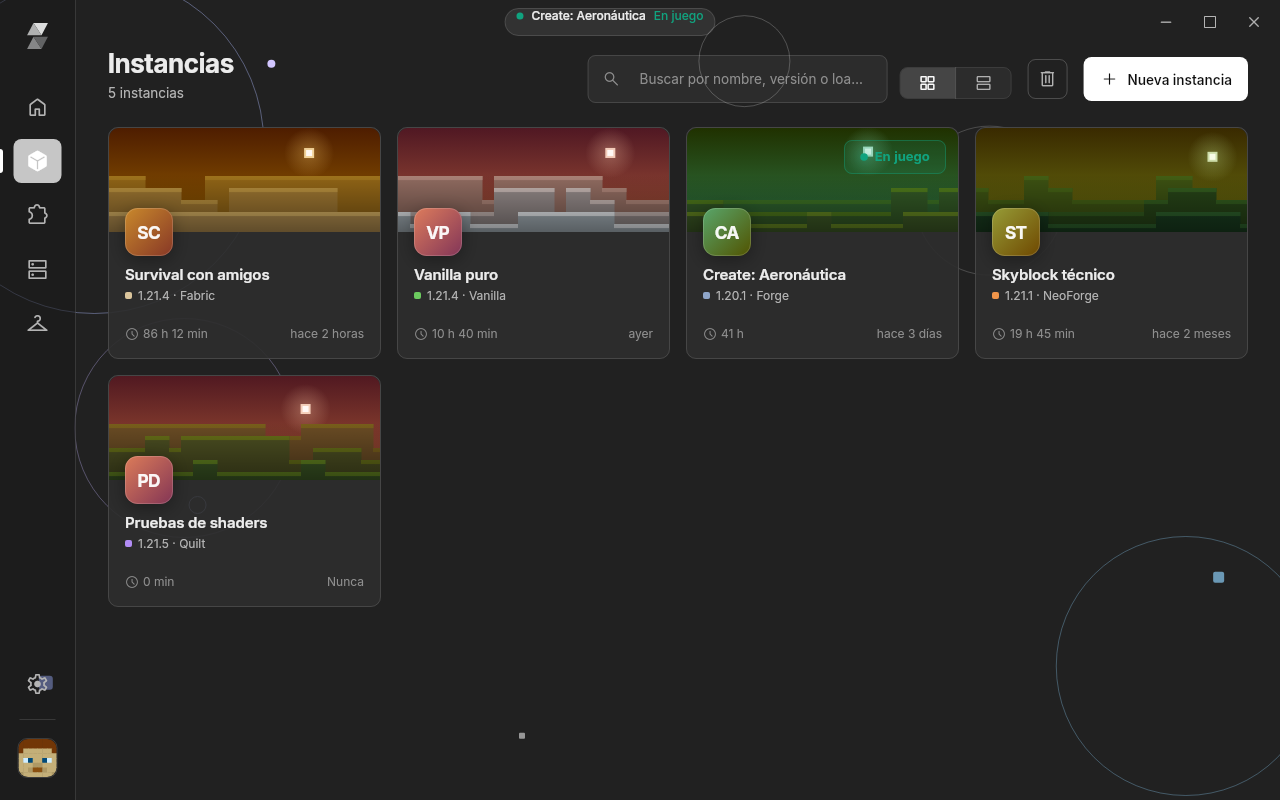 Create: Aeronáutica En juego
Instancias
5 instancias
Buscar por nombre, versión o loa...
Nueva instancia
SC
Survival con amigos
1.21.4 · Fabric
86 h 12 min
hace 2 horas
VP
Vanilla puro
1.21.4 · Vanilla
10 h 40 min
ayer
En juego
CA
Create: Aeronáutica
1.20.1 · Forge
41 h
hace 3 días
ST
Skyblock técnico
1.21.1 · NeoForge
19 h 45 min
hace 2 meses
PD
Pruebas de shaders
1.21.5 · Quilt
0 min
Nunca